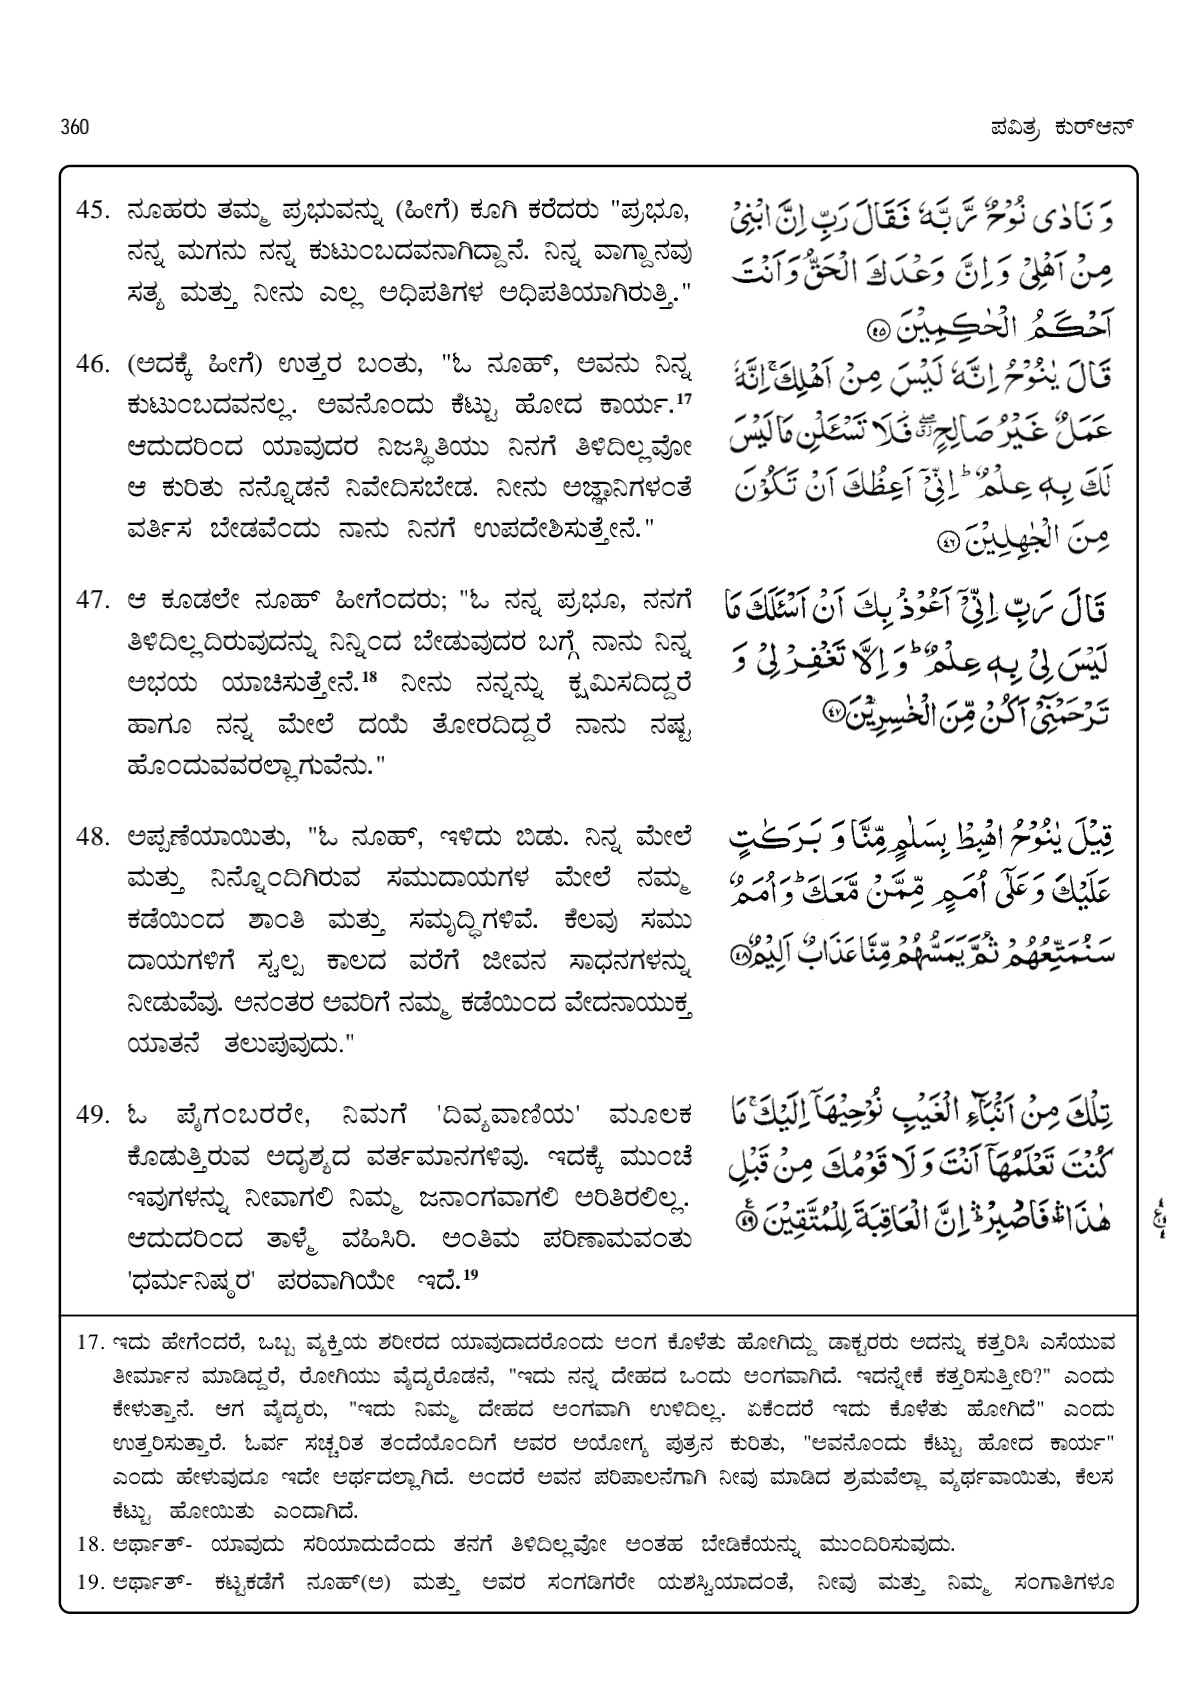 360
ಪವಿತ್ರ ಕುರ್‌ಆನ್
45. ನೂಹರು ತಮ್ಮ ಪ್ರಭುವನ್ನು (ಹೀಗೆ) ಕೂಗಿ ಕರೆದರು "ಪ್ರಭೂ,
ನನ್ನ ಮಗನು ನನ್ನ ಕುಟುಂಬದವನಾಗಿದ್ದಾನೆ. ನಿನ್ನ ವಾಗ್ದಾನವು
ಸತ್ಯ ಮತ್ತು ನೀನು ಎಲ್ಲ ಅಧಿಪತಿಗಳ ಅಧಿಪತಿಯಾಗಿರುತ್ತಿ."
وَنَادٰى نُوْحٌ رَّبَّهٗ فَقَالَ رَبِّ اِنَّ ابْنِيْ
مِنْ اَهْلِيْ وَاِنَّ وَعْدَكَ الْحَقُّ وَاَنْتَ
اَحْكَمُ الْحٰكِمِيْنَ ٤٥
46. (ಅದಕ್ಕೆ ಹೀಗೆ) ಉತ್ತರ ಬಂತು, "ಓ ನೂಹ್, ಅವನು ನಿನ್ನ
ಕುಟುಂಬದವನಲ್ಲ. ಅವನೊಂದು ಕೆಟ್ಟು ಹೋದ ಕಾರ್ಯ.17
ಆದುದರಿಂದ ಯಾವುದರ ನಿಜಸ್ಥಿತಿಯು ನಿನಗೆ ತಿಳಿದಿಲ್ಲವೋ
ಆ ಕುರಿತು ನನ್ನೊಡನೆ ನಿವೇದಿಸಬೇಡ. ನೀನು ಅಜ್ಞಾನಿಗಳಂತೆ
ವರ್ತಿಸ ಬೇಡವೆಂದು ನಾನು ನಿನಗೆ ಉಪದೇಶಿಸುತ್ತೇನೆ."
قَالَ يٰنُوْحُ اِنَّهٗ لَيْسَ مِنْ اَهْلِكَ ۚ اِنَّهٗ
عَمَلٌ غَيْرُ صَالِحٍ فَلَا تَسْـَٔلْنِ مَا لَيْسَ
لَكَ بِهٖ عِلْمٌ ؕ اِنِّيْٓ اَعِظُكَ اَنْ تَكُوْنَ
مِنَ الْجٰهِلِيْنَ ٤٦
47. ಆ ಕೂಡಲೇ ನೂಹ್ ಹೀಗೆಂದರು; "ಓ ನನ್ನ ಪ್ರಭೂ, ನನಗೆ
ತಿಳಿದಿಲ್ಲದಿರುವುದನ್ನು ನಿನ್ನಿಂದ ಬೇಡುವುದರ ಬಗ್ಗೆ ನಾನು ನಿನ್ನ
ಅಭಯ ಯಾಚಿಸುತ್ತೇನೆ.18 ನೀನು ನನ್ನನ್ನು ಕ್ಷಮಿಸದಿದ್ದರೆ
ಹಾಗೂ ನನ್ನ ಮೇಲೆ ದಯೆ ತೋರದಿದ್ದರೆ ನಾನು ನಷ್ಟ
ಹೊಂದುವವರಲ್ಲಾಗುವೆನು."
قَالَ رَبِّ اِنِّيْٓ اَعُوْذُ بِكَ اَنْ اَسْـَٔلَكَ مَا
لَيْسَ لِيْ بِهٖ عِلْمٌ ؕ وَاِلَّا تَغْفِرْ لِيْ وَ
تَرْحَمْنِيْٓ اَكُنْ مِّنَ الْخٰسِرِيْنَ ٤٧
48. ಅಪ್ಪಣೆಯಾಯಿತು, "ಓ ನೂಹ್, ಇಳಿದು ಬಿಡು. ನಿನ್ನ ಮೇಲೆ
ಮತ್ತು ನಿನ್ನೊಂದಿಗಿರುವ ಸಮುದಾಯಗಳ ಮೇಲೆ ನಮ್ಮ
ಕಡೆಯಿಂದ ಶಾಂತಿ ಮತ್ತು ಸಮೃದ್ಧಿಗಳಿವೆ. ಕೆಲವು ಸಮು
ದಾಯಗಳಿಗೆ ಸ್ವಲ್ಪ ಕಾಲದ ವರೆಗೆ ಜೀವನ ಸಾಧನಗಳನ್ನು
ನೀಡುವೆವು. ಅನಂತರ ಅವರಿಗೆ ನಮ್ಮ ಕಡೆಯಿಂದ ವೇದನಾಯುಕ್ತ
ಯಾತನೆ ತಲುಪುವುದು."
قِيْلَ يٰنُوْحُ اهْبِطْ بِسَلٰمٍ مِّنَّا وَبَرَكٰتٍ
عَلَيْكَ وَعَلٰٓى اُمَمٍ مِّمَّنْ مَّعَكَ ؕ وَاُمَمٌ
سَنُمَتِّعُهُمْ ثُمَّ يَمَسُّهُمْ مِّنَّا عَذَابٌ اَلِيْمٌ ٤٨
49. ಓ ಪೈಗಂಬರರೇ, ನಿಮಗೆ 'ದಿವ್ಯವಾಣಿಯ' ಮೂಲಕ
ಕೊಡುತ್ತಿರುವ ಅದೃಶ್ಯದ ವರ್ತಮಾನಗಳಿವು. ಇದಕ್ಕೆ ಮುಂಚೆ
ಇವುಗಳನ್ನು ನೀವಾಗಲಿ ನಿಮ್ಮ ಜನಾಂಗವಾಗಲಿ ಅರಿತಿರಲಿಲ್ಲ.
ಆದುದರಿಂದ ತಾಳ್ಮೆ ವಹಿಸಿರಿ. ಅಂತಿಮ ಪರಿಣಾಮವಂತು
'ಧರ್ಮನಿಷ್ಠರ' ಪರವಾಗಿಯೇ ಇದೆ.19
تِلْكَ مِنْ اَنْۢبَآءِ الْغَيْبِ نُوْحِيْهَآ اِلَيْكَ ۚ مَا
كُنْتَ تَعْلَمُهَآ اَنْتَ وَلَا قَوْمُكَ مِنْ قَبْلِ
هٰذَا ۛ فَاصْبِرْ ۛ اِنَّ الْعَاقِبَةَ لِلْمُتَّقِيْنَ ٤٩
17. ಇದು ಹೇಗೆಂದರೆ, ಒಬ್ಬ ವ್ಯಕ್ತಿಯ ಶರೀರದ ಯಾವುದಾದರೊಂದು ಅಂಗ ಕೊಳೆತು ಹೋಗಿದ್ದು ಡಾಕ್ಟರರು ಅದನ್ನು ಕತ್ತರಿಸಿ ಎಸೆಯುವ
ತೀರ್ಮಾನ ಮಾಡಿದ್ದರೆ, ರೋಗಿಯು ವೈದ್ಯರೊಡನೆ, "ಇದು ನನ್ನ ದೇಹದ ಒಂದು ಅಂಗವಾಗಿದೆ. ಇದನ್ನೇಕೆ ಕತ್ತರಿಸುತ್ತೀರಿ?" ಎಂದು
ಕೇಳುತ್ತಾನೆ. ಆಗ ವೈದ್ಯರು, "ಇದು ನಿಮ್ಮ ದೇಹದ ಅಂಗವಾಗಿ ಉಳಿದಿಲ್ಲ. ಏಕೆಂದರೆ ಇದು ಕೊಳೆತು ಹೋಗಿದೆ" ಎಂದು
ಉತ್ತರಿಸುತ್ತಾರೆ. ಓರ್ವ ಸಚ್ಚರಿತ ತಂದೆಯೊಂದಿಗೆ ಅವರ ಅಯೋಗ್ಯ ಪುತ್ರನ ಕುರಿತು, "ಅವನೊಂದು ಕೆಟ್ಟು ಹೋದ ಕಾರ್ಯ"
ಎಂದು ಹೇಳುವುದೂ ಇದೇ ಅರ್ಥದಲ್ಲಾಗಿದೆ. ಅಂದರೆ ಅವನ ಪರಿಪಾಲನೆಗಾಗಿ ನೀವು ಮಾಡಿದ ಶ್ರಮವೆಲ್ಲಾ ವ್ಯರ್ಥವಾಯಿತು, ಕೆಲಸ
ಕೆಟ್ಟು ಹೋಯಿತು ಎಂದಾಗಿದೆ.
18. ಅರ್ಥಾತ್- ಯಾವುದು ಸರಿಯಾದುದೆಂದು ತನಗೆ ತಿಳಿದಿಲ್ಲವೋ ಅಂತಹ ಬೇಡಿಕೆಯನ್ನು ಮುಂದಿರಿಸುವುದು.
19. ಅರ್ಥಾತ್- ಕಟ್ಟಕಡೆಗೆ ನೂಹ್(ಅ) ಮತ್ತು ಅವರ ಸಂಗಡಿಗರೇ ಯಶಸ್ವಿಯಾದಂತೆ, ನೀವು ಮತ್ತು ನಿಮ್ಮ ಸಂಗಾತಿಗಳೂ